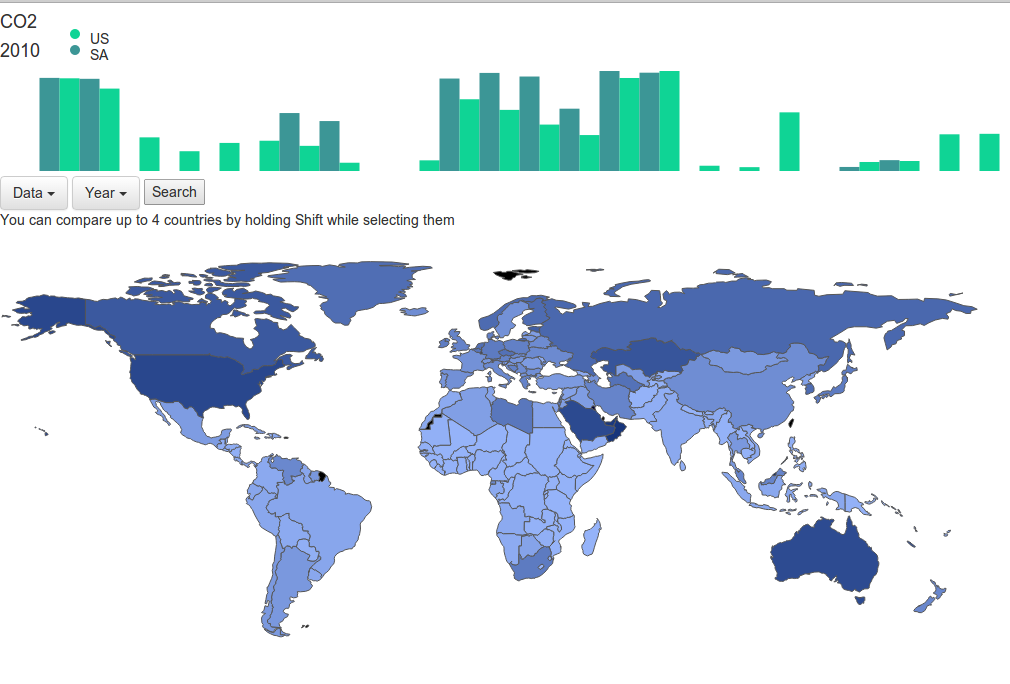 CO2
2010
US
SA
Data
Year
Search
You can compare up to 4 countries by holding Shift while selecting them